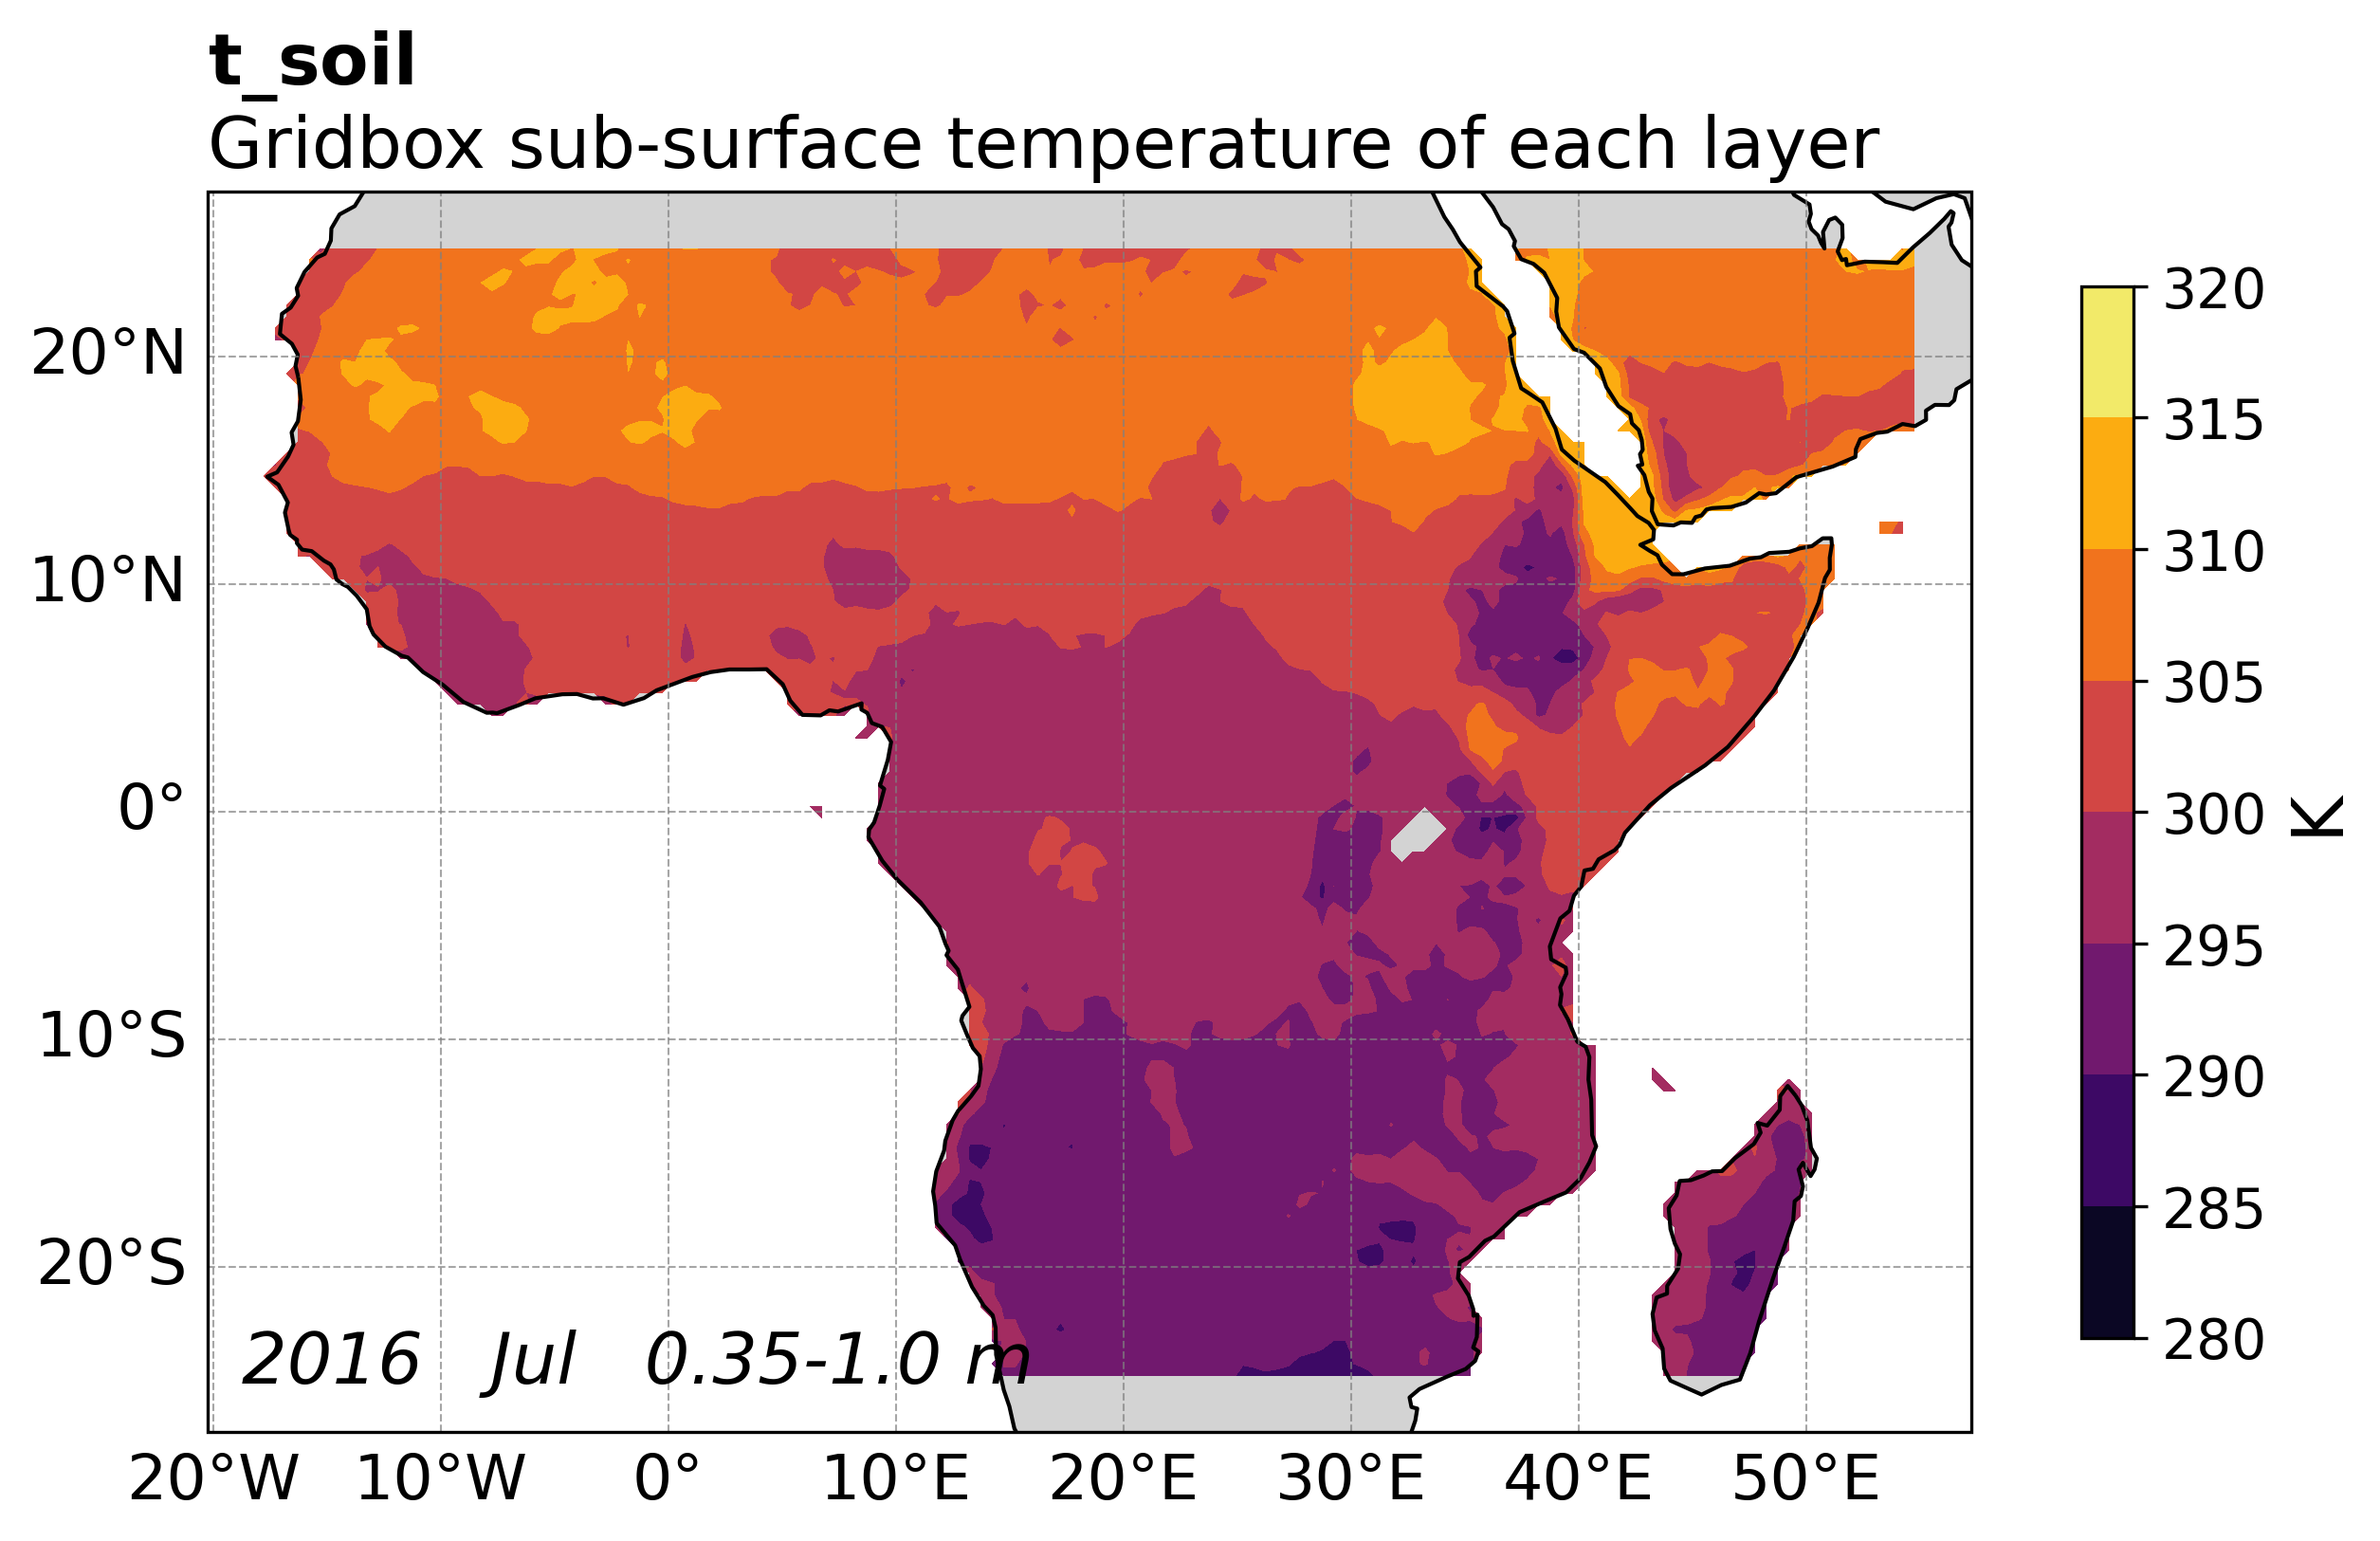 t_soil
Gridbox sub-surface temperature of each layer
20°N
10°N
0°
10°S
20°S
2016 Jul 0.35-1.0 m
20°W 10°W 0° 10°E 20°E 30°E 40°E 50°E
320
315
310
305
300
295
290
285
280
K